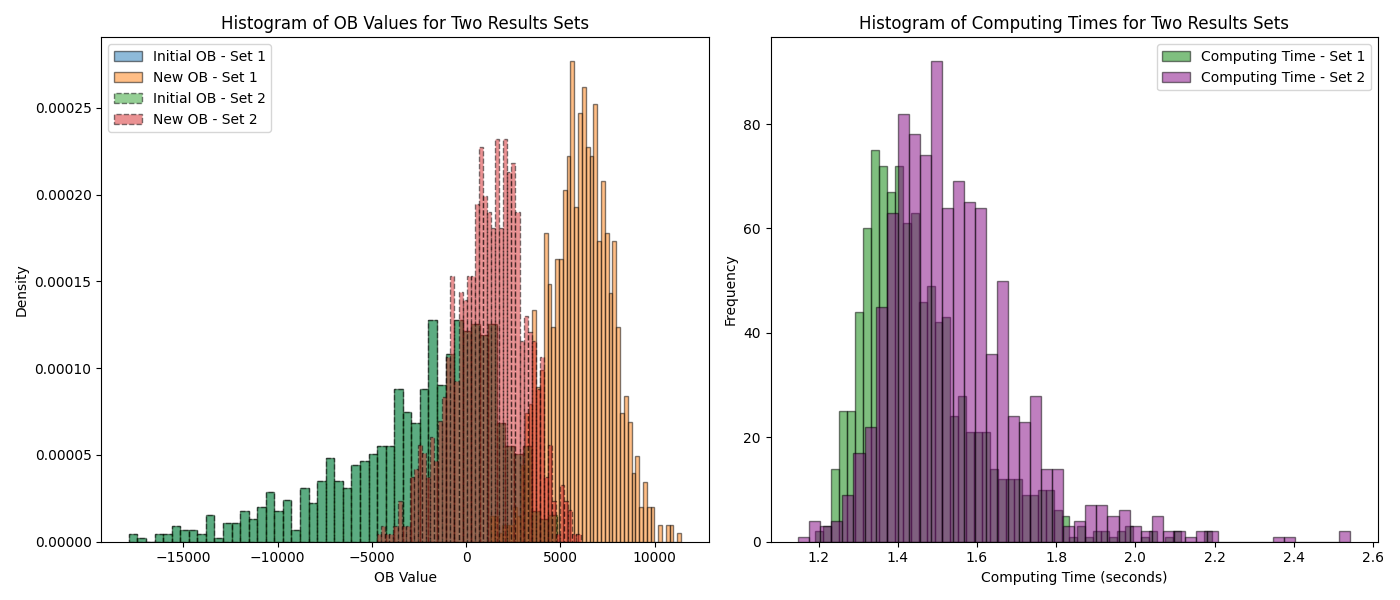 Histogram of OB Values for Two Results Sets
Initial OB - Set 1
New OB - Set 1
Initial OB - Set 2
New OB - Set 2
0.00025
0.00020
0.00015
0.00010
0.00005
0.00000
Density
−15000 −10000 −5000 0 5000 10000
OB Value
Histogram of Computing Times for Two Results Sets
Computing Time - Set 1
Computing Time - Set 2
80
60
40
20
0
Frequency
1.2 1.4 1.6 1.8 2.0 2.2 2.4 2.6
Computing Time (seconds)